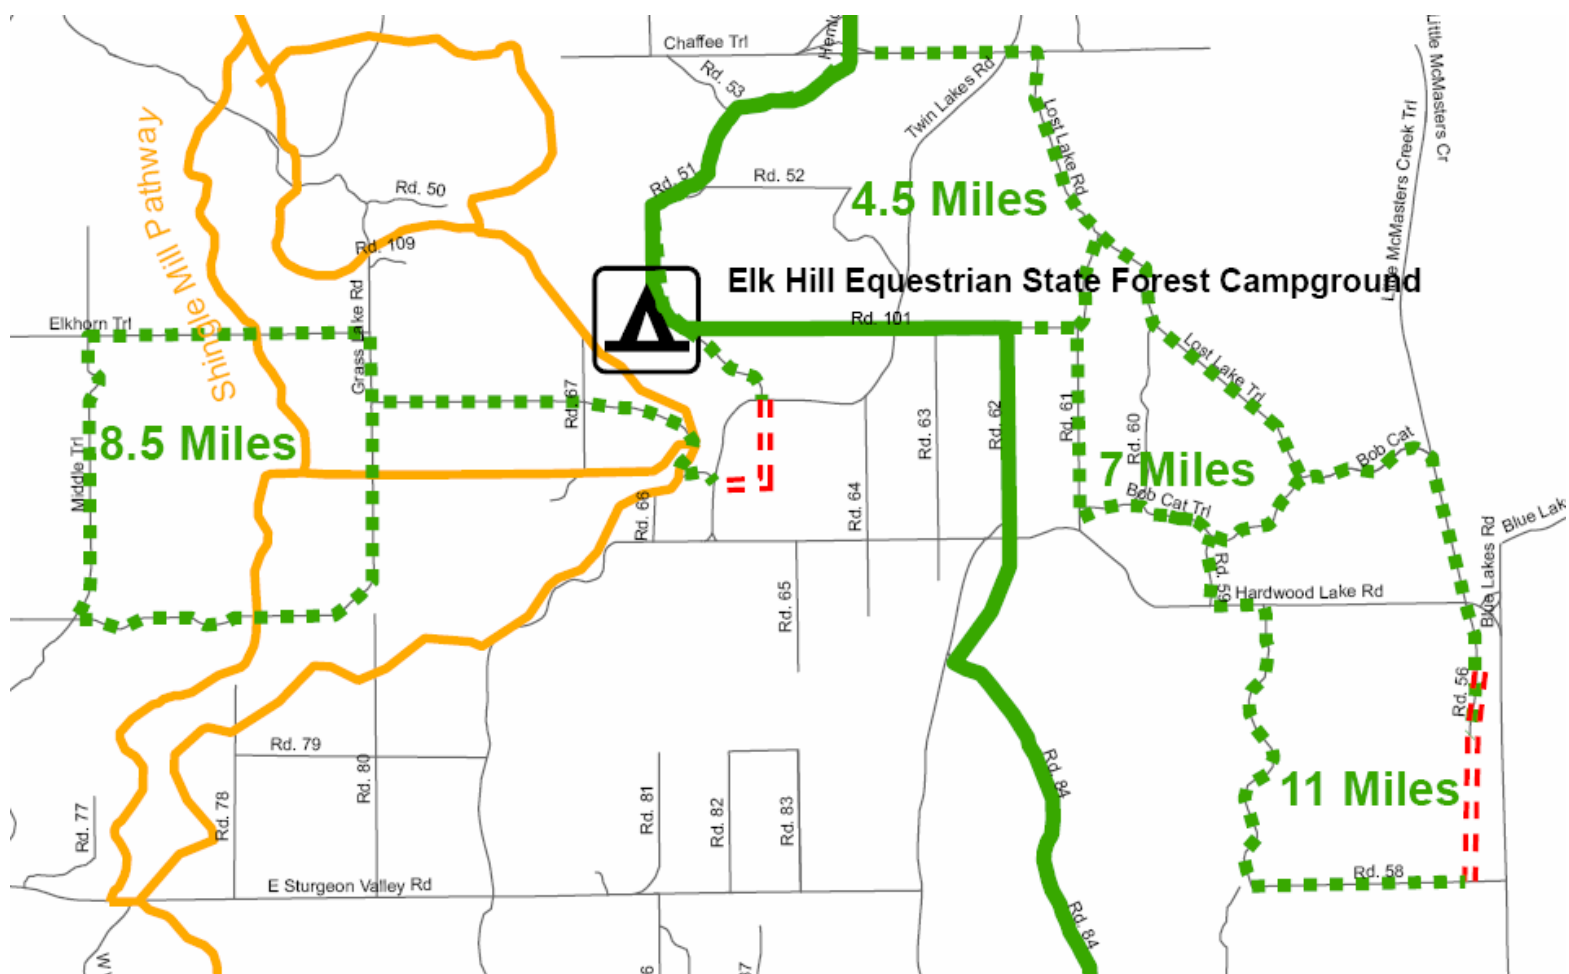 Chaffee Trl
Heml
Rd. 53
Twin Lakes Rd
Little McMasters Cr
Little McMasters Creek Trl
Lost Lake Rd
Shingle Mill Pathway
Rd. 50
Rd. 51
Rd. 52
4.5 Miles
Rd. 109
Elk Hill Equestrian State Forest Campground
Elkhorn Trl
Grass Lake Rd
Rd. 101
Lost Lake Trl
Rd. 67
Rd. 63
Rd. 62
Rd. 61
Rd. 60
8.5 Miles
Middle Trl
7 Miles
Bob Cat
Bob Cat Trl
Rd. 66
Rd. 64
Blue Lak
Blue Lakes Rd
Rd. 59
Hardwood Lake Rd
Rd. 65
Rd. 56
Rd. 79
Rd. 80
Rd. 84
11 Miles
Rd. 77
Rd. 78
Rd. 81
Rd. 82
Rd. 83
E Sturgeon Valley Rd
Rd. 58
Rd. 84
W